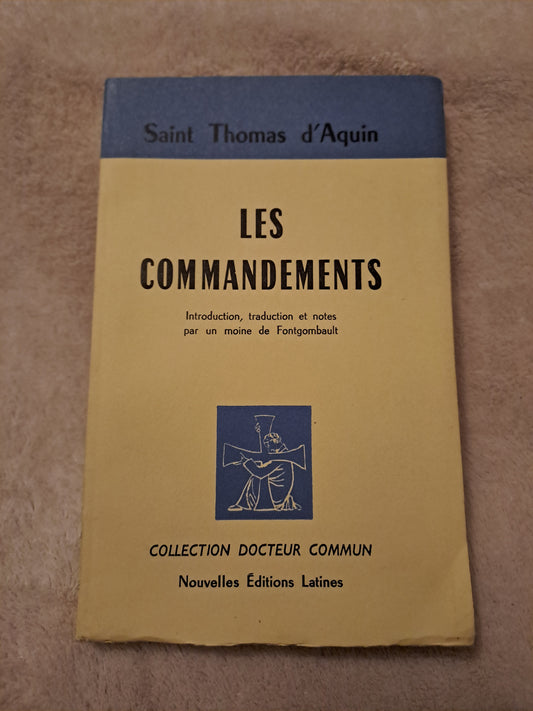 Saint Thomas d'Aquin
LES
COMMANDEMENTS
Introduction, traduction et notes
par un moine de Fontgombault
COLLECTION DOCTEUR COMMUN
Nouvelles Éditions Latines